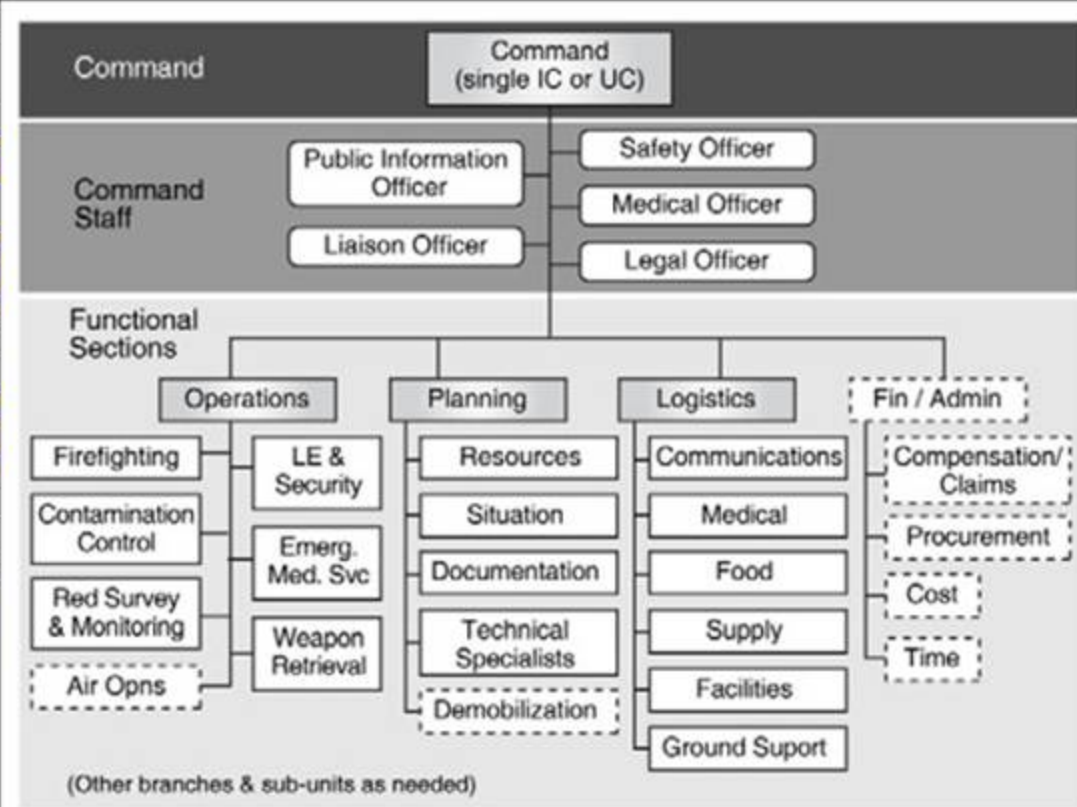 Command
Command
(single IC or UC)
Command
Staff
Public Information
Officer
Liaison Officer
Safety Officer
Medical Officer
Legal Officer
Functional
Sections
Operations
Firefighting
Contamination
Control
Red Survey
& Monitoring
Air Opns
LE &
Security
Emerg.
Med. Svc
Weapon
Retrieval
Planning
Resources
Situation
Documentation
Technical
Specialists
Demobilization
Logistics
Communications
Medical
Food
Supply
Facilities
Ground Suport
Fin / Admin
Compensation/
Claims
Procurement
Cost
Time
(Other branches & sub-units as needed)